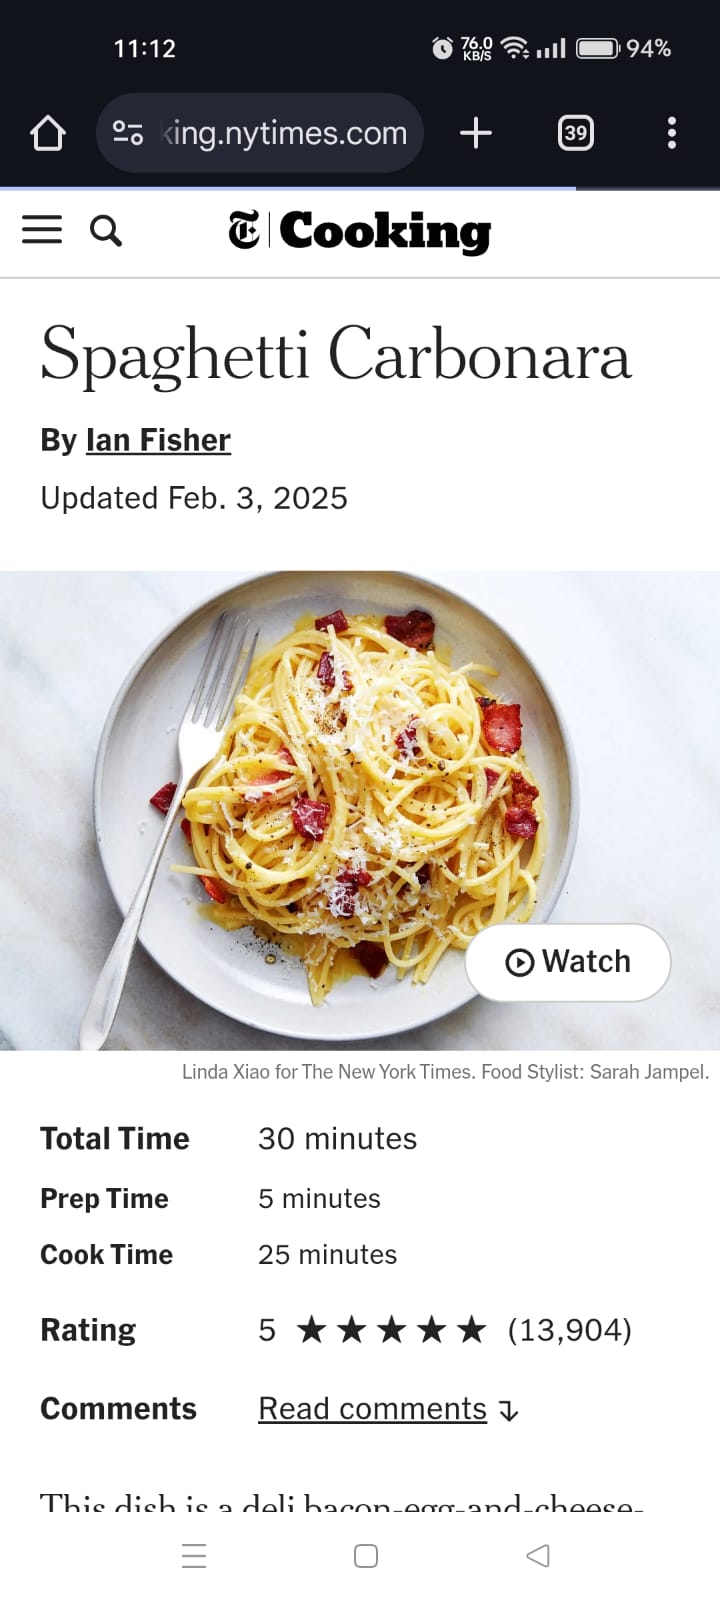 11:12 76.0 KB/S 94%
king.nytimes.com 39
T Cooking
Spaghetti Carbonara
By Ian Fisher
Updated Feb. 3, 2025
Watch
Linda Xiao for The New York Times. Food Stylist: Sarah Jampel.
Total Time 30 minutes
Prep Time 5 minutes
Cook Time 25 minutes
Rating 5 ★★★★★ (13,904)
Comments Read comments ↴
This dish is a deli bacon-egg-and-cheese-